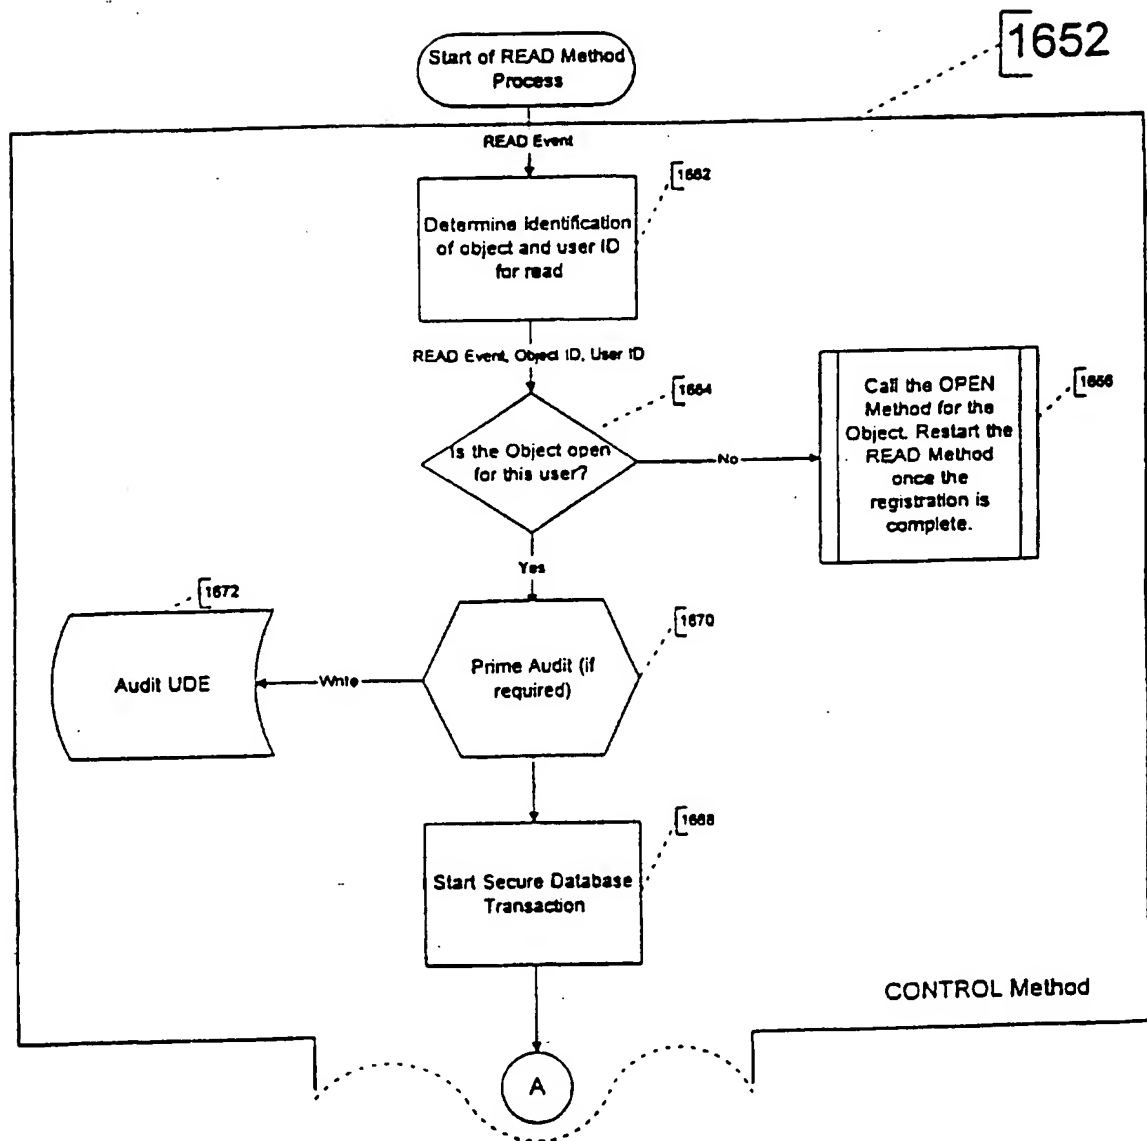 1652
Start of READ Method
Process
READ Event
1662
Determine Identification
of object and user ID
for read
READ Event, Object ID, User ID
1664
Is the Object open
for this user?
No
1656
Call the OPEN
Method for the
Object. Restart the
READ Method
once the
registration is
complete.
Yes
1672
Audit UDE
Write
1670
Prime Audit (if
required)
1668
Start Secure Database
Transaction
CONTROL Method
A